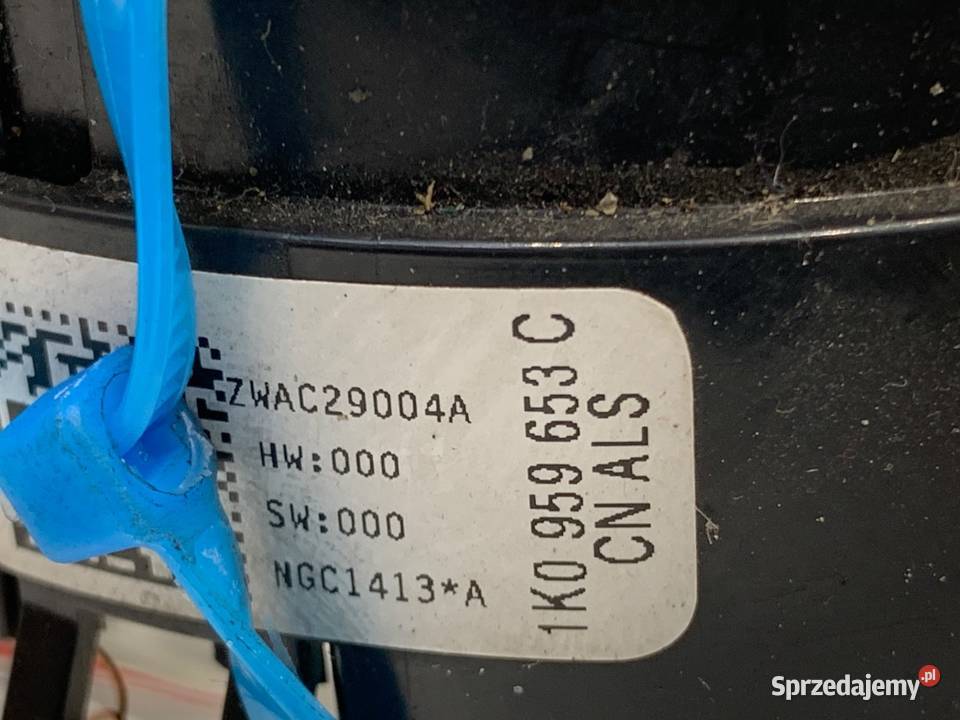 ZWAC29004A
HW:000
SW:000
NGC1413*A
1K0 959 653 C
CN ALS
Sprzedajemy.pl